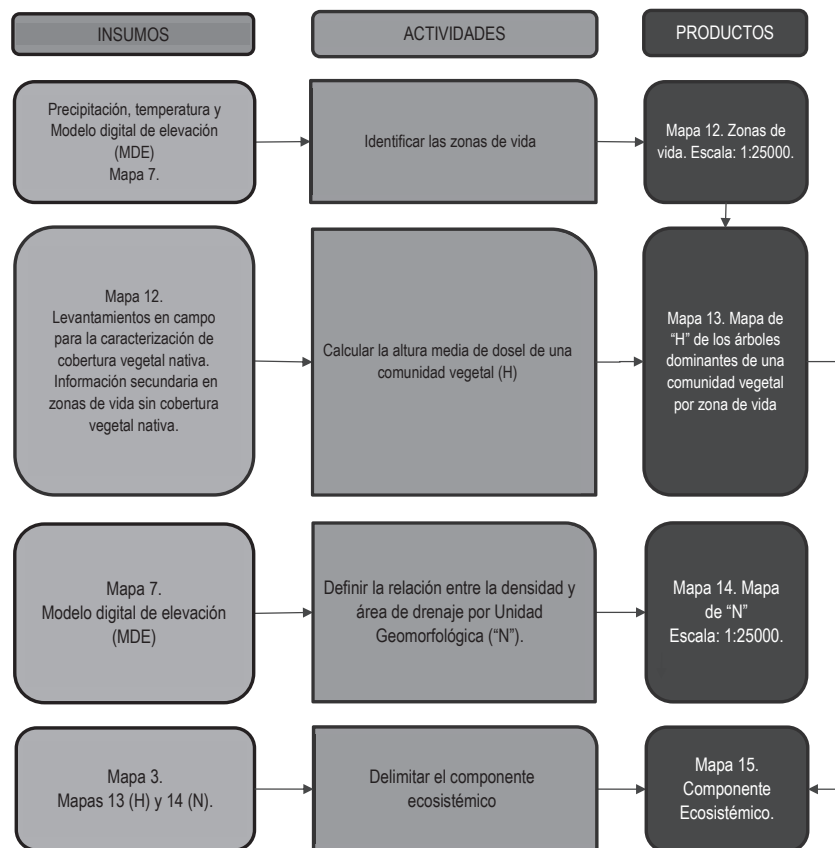 INSUMOS
ACTIVIDADES
PRODUCTOS
Precipitación, temperatura y
Modelo digital de elevación
(MDE)
Mapa 7.
Identificar las zonas de vida
Mapa 12. Zonas de
vida. Escala: 1:25000.
Mapa 12.
Levantamientos en campo
para la caracterización de
cobertura vegetal nativa.
Información secundaria en
zonas de vida sin cobertura
vegetal nativa.
Calcular la altura media de dosel de una
comunidad vegetal (H)
Mapa 13. Mapa de
“H” de los árboles
dominantes de una
comunidad vegetal
por zona de vida
Mapa 7.
Modelo digital de elevación
(MDE)
Definir la relación entre la densidad y
área de drenaje por Unidad
Geomorfológica (“N”).
Mapa 14. Mapa
de “N”
Escala: 1:25000.
Mapa 3.
Mapas 13 (H) y 14 (N).
Delimitar el componente
ecosistémico
Mapa 15.
Componente
Ecosistémico.